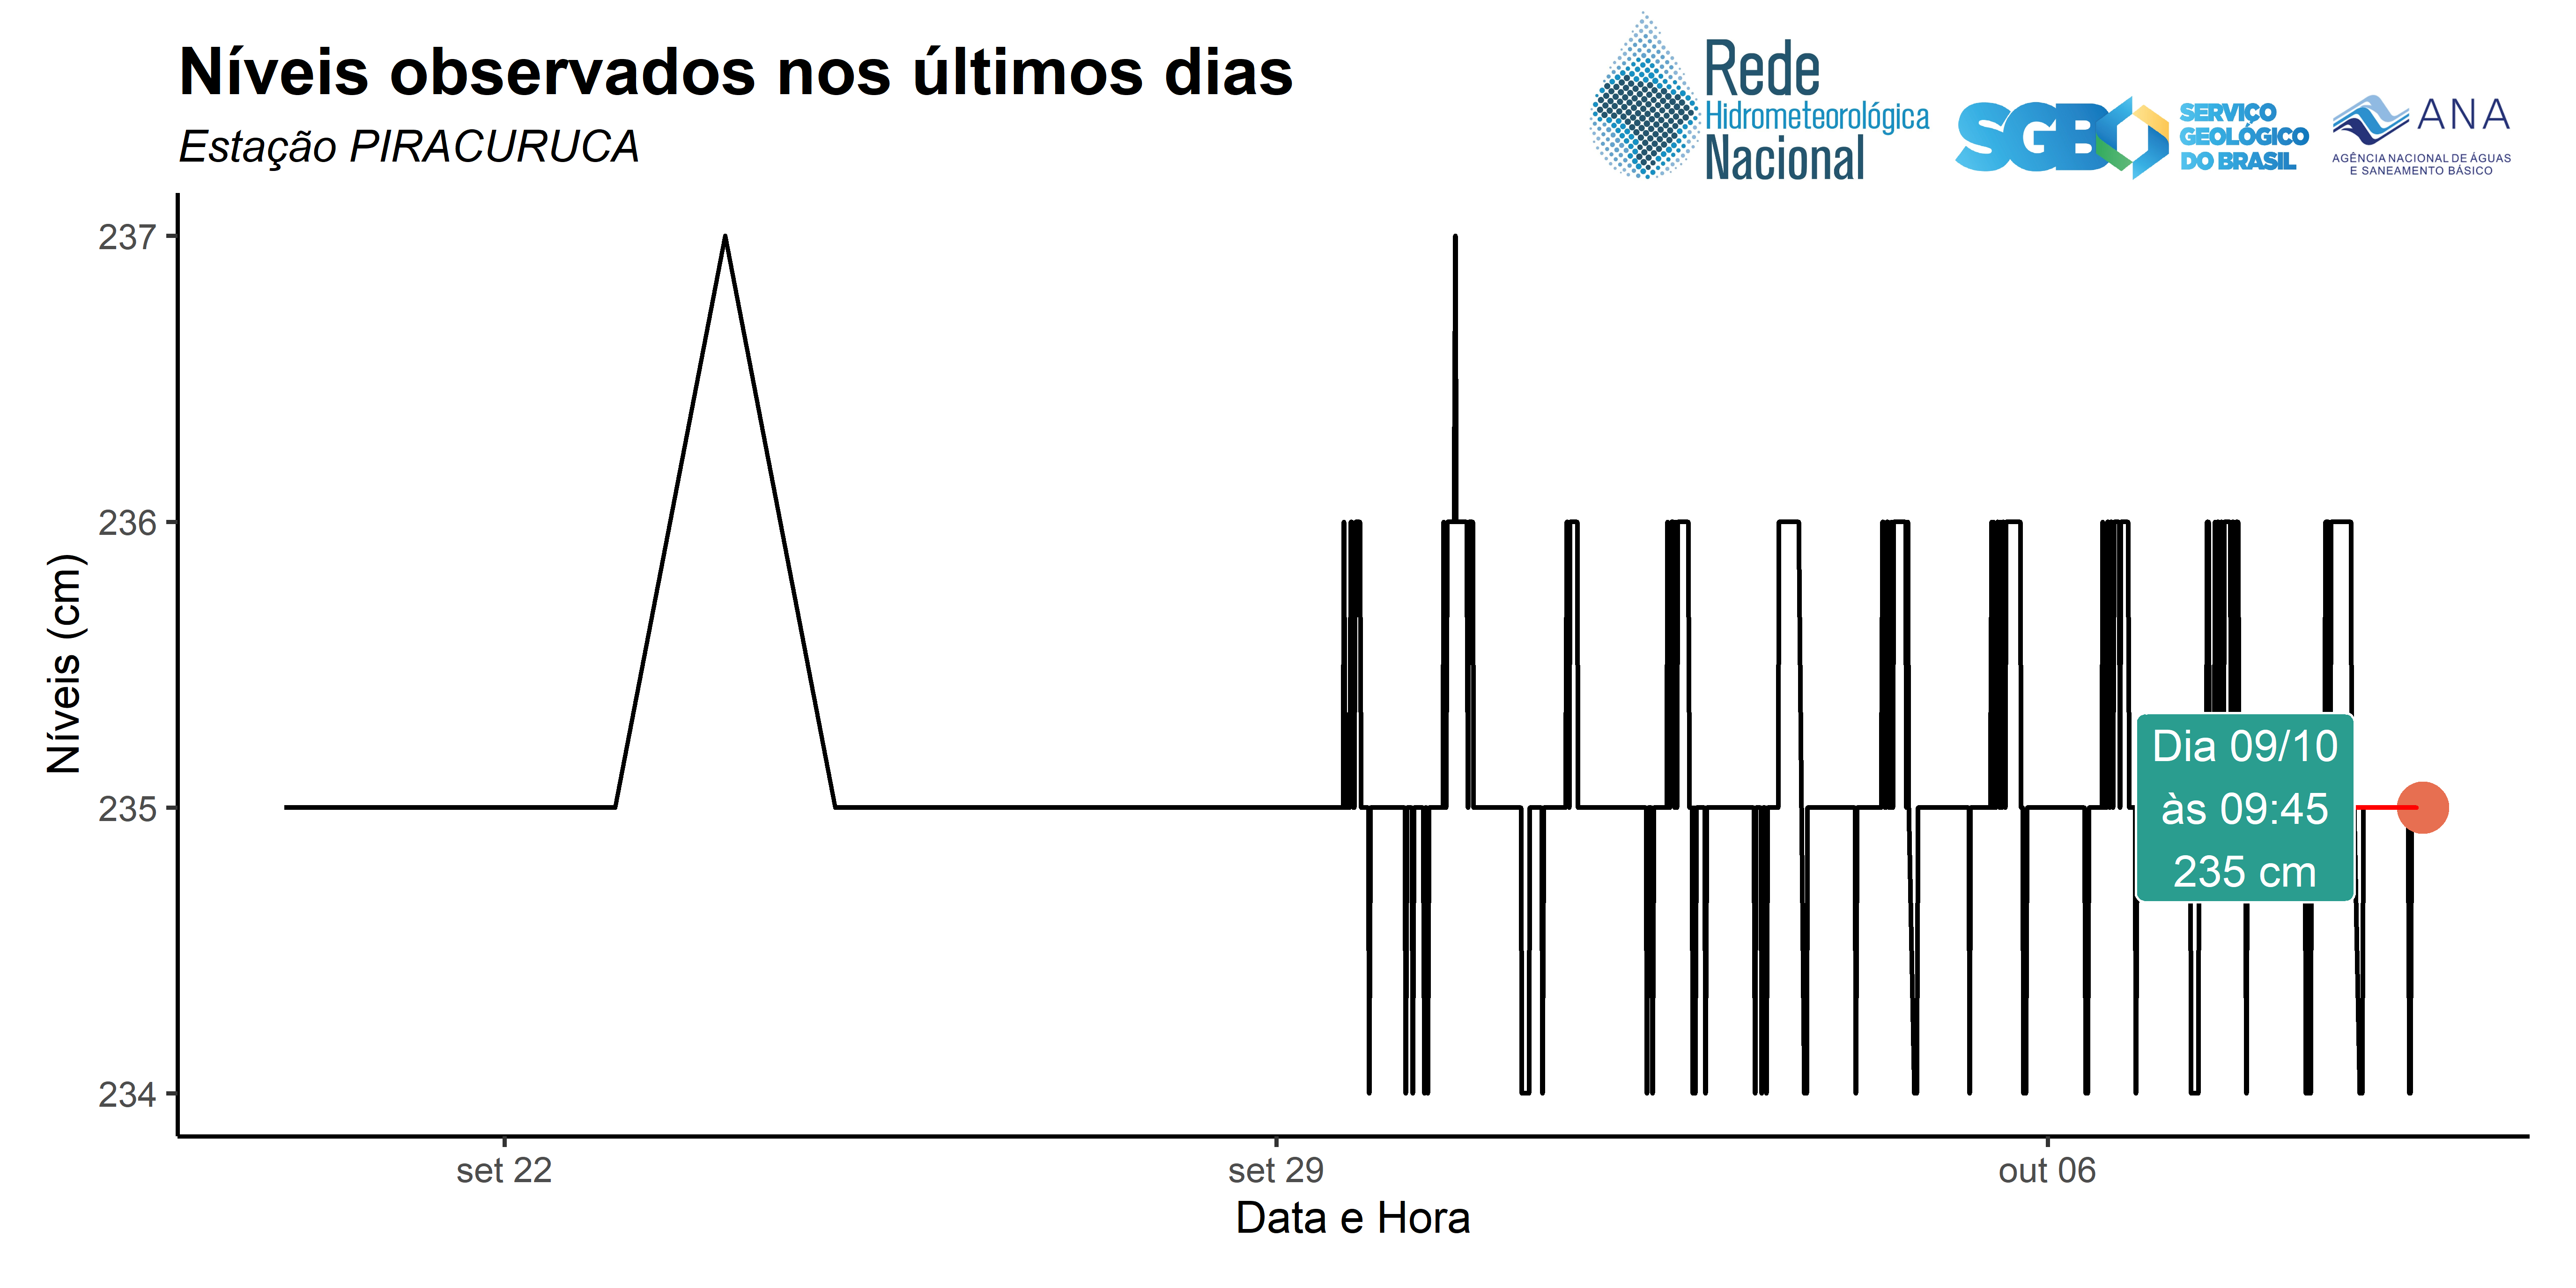 Níveis observados nos últimos dias
Estação PIRACURUCA
Rede
Hidrometeorológica
Nacional
SGB
SERVIÇO
GEOLÓGICO
DO BRASIL
ANA
AGÊNCIA NACIONAL DE ÁGUAS
E SANEAMENTO BÁSICO
Níveis (cm)
237
236
235
234
Dia 09/10
às 09:45
235 cm
set 22
set 29
out 06
Data e Hora